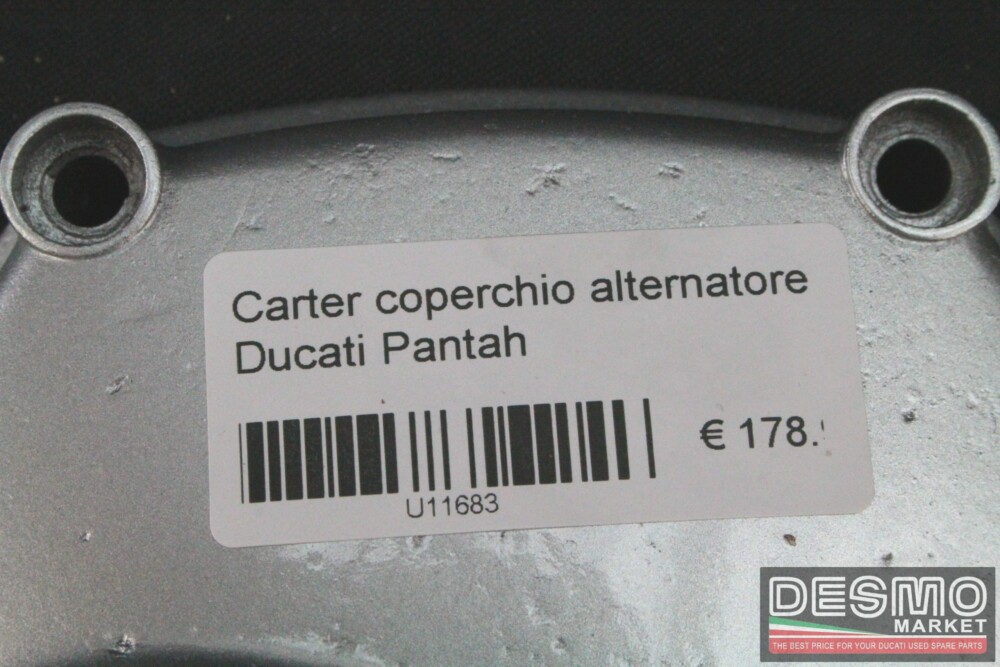 Carter coperchio alternatore
Ducati Pantah
€ 178.
U11683
DESMO
MARKET
THE BEST PRICE FOR YOUR DUCATI USED SPARE PARTS